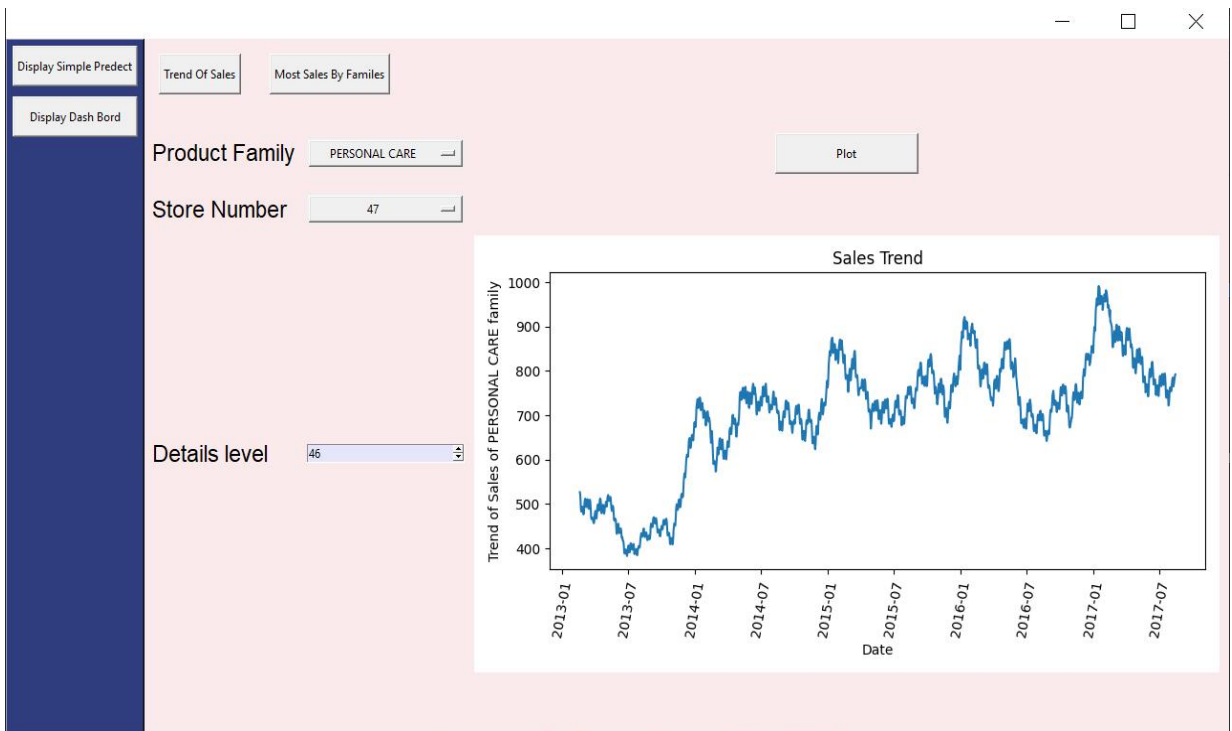 Display Simple Predect
Display Dash Bord
Trend Of Sales
Most Sales By Familes
Product Family
PERSONAL CARE
Plot
Store Number
47
Details level
46
Sales Trend
Trend of Sales of PERSONAL CARE family
1000
900
800
700
600
500
400
2013-01
2013-07
2014-01
2014-07
2015-01
2015-07
2016-01
2016-07
2017-01
2017-07
Date